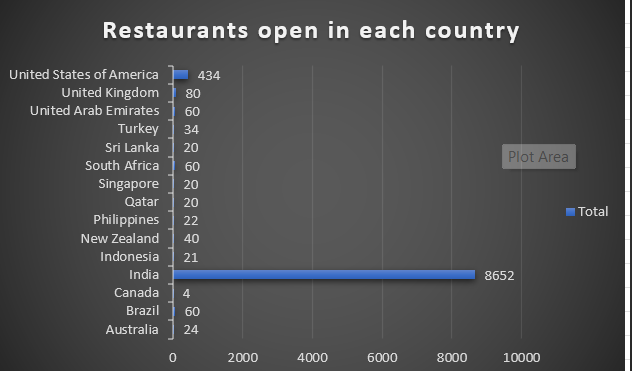 Restaurants open in each country
United States of America 434
United Kingdom 80
United Arab Emirates 60
Turkey 34
Sri Lanka 20
South Africa 60
Plot Area
Singapore 20
Qatar 20
Total
Philippines 22
New Zealand 40
Indonesia 21
India 8652
Canada 4
Brazil 60
Australia 24
0 2000 4000 6000 8000 10000